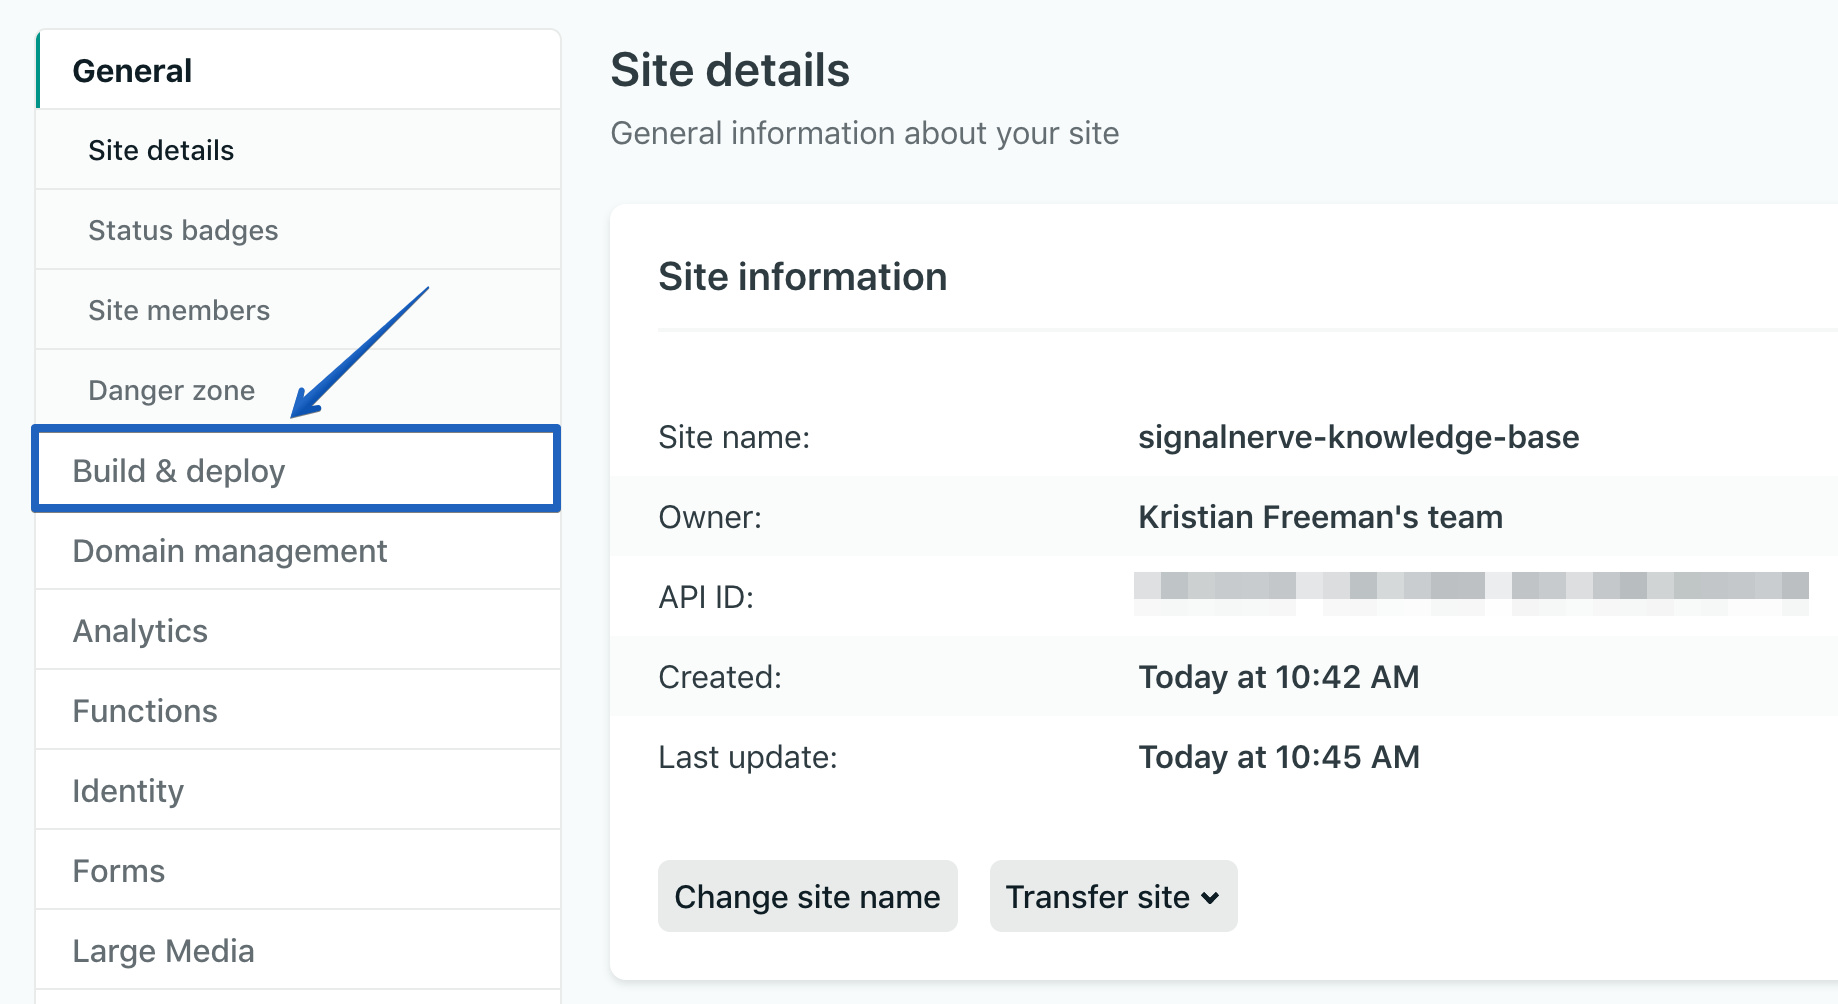 General
Site details
Status badges
Site members
Danger zone
Build & deploy
Domain management
Analytics
Functions
Identity
Forms
Large Media
Site details
General information about your site
Site information
Site name: signalnerve-knowledge-base
Owner: Kristian Freeman's team
API ID:
Created: Today at 10:42 AM
Last update: Today at 10:45 AM
Change site name Transfer site